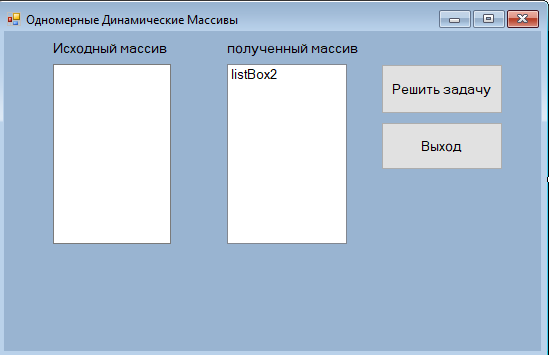 Одномерные Динамические Массивы
Исходный массив
полученный массив
listBox2
Решить задачу
Выход